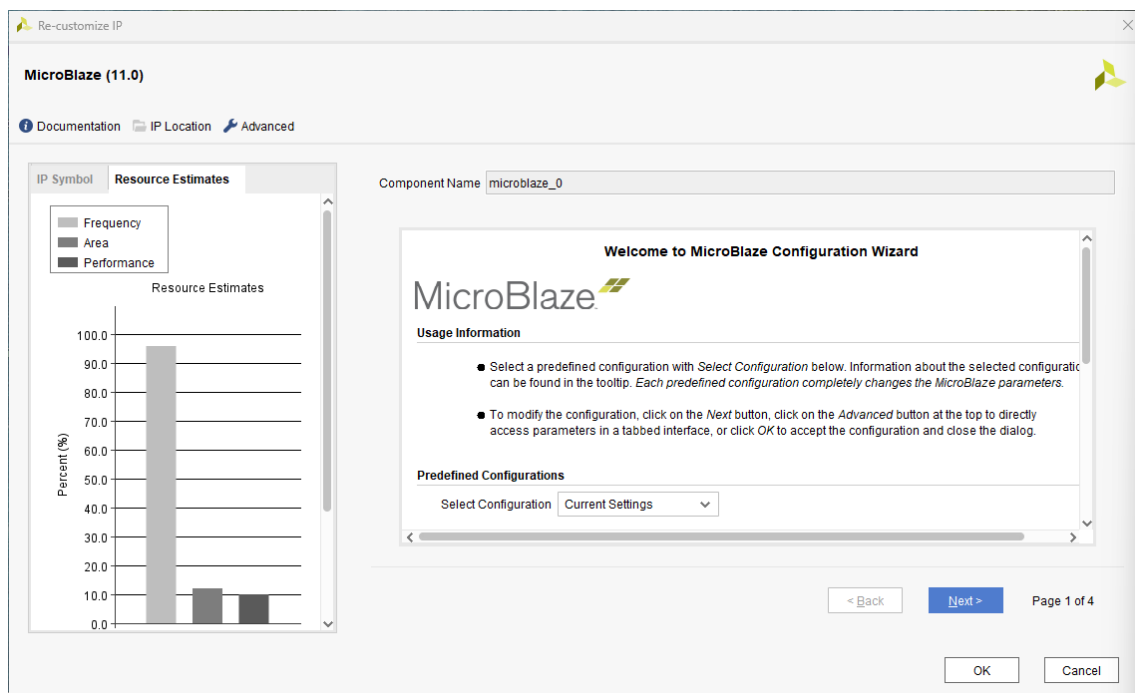 Re-customize IP
MicroBlaze (11.0)
Documentation IP Location Advanced
IP Symbol Resource Estimates
Frequency
Area
Performance
Resource Estimates
100.0
90.0
80.0
70.0
60.0
50.0
40.0
30.0
20.0
10.0
0.0
Percent (%)
Component Name microblaze_0
Welcome to MicroBlaze Configuration Wizard
MicroBlaze
Usage Information
Select a predefined configuration with Select Configuration below. Information about the selected configuratio
can be found in the tooltip. Each predefined configuration completely changes the MicroBlaze parameters.
To modify the configuration, click on the Next button, click on the Advanced button at the top to directly
access parameters in a tabbed interface, or click OK to accept the configuration and close the dialog.
Predefined Configurations
Select Configuration Current Settings
< Back Next > Page 1 of 4
OK Cancel